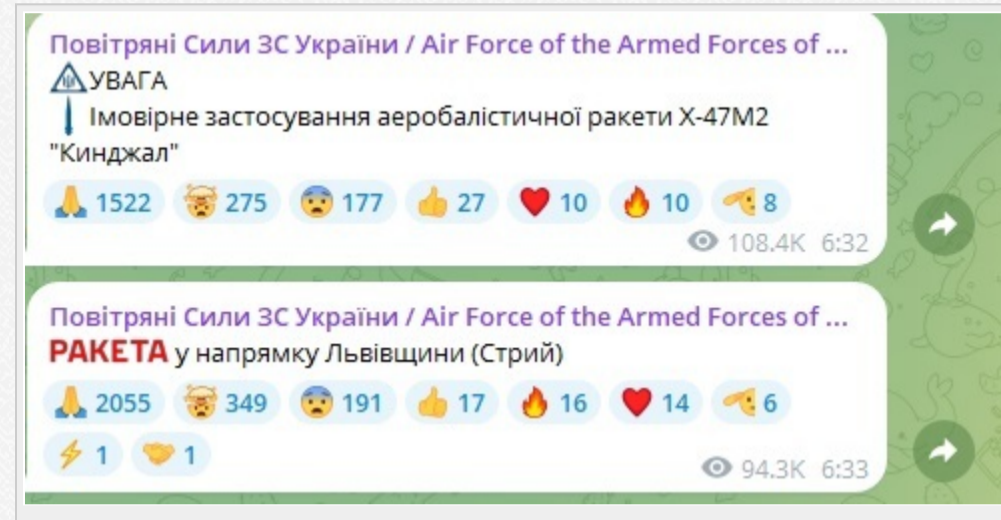 Повітряні Сили ЗС України / Air Force of the Armed Forces of ...
УВАГА
Імовірне застосування аеробалістичної ракети Х-47М2
"Кинджал"
1522 275 177 27 10 10 8
108.4K 6:32
Повітряні Сили ЗС України / Air Force of the Armed Forces of ...
РАКЕТА у напрямку Львівщини (Стрий)
2055 349 191 17 16 14 6
1 1
94.3K 6:33